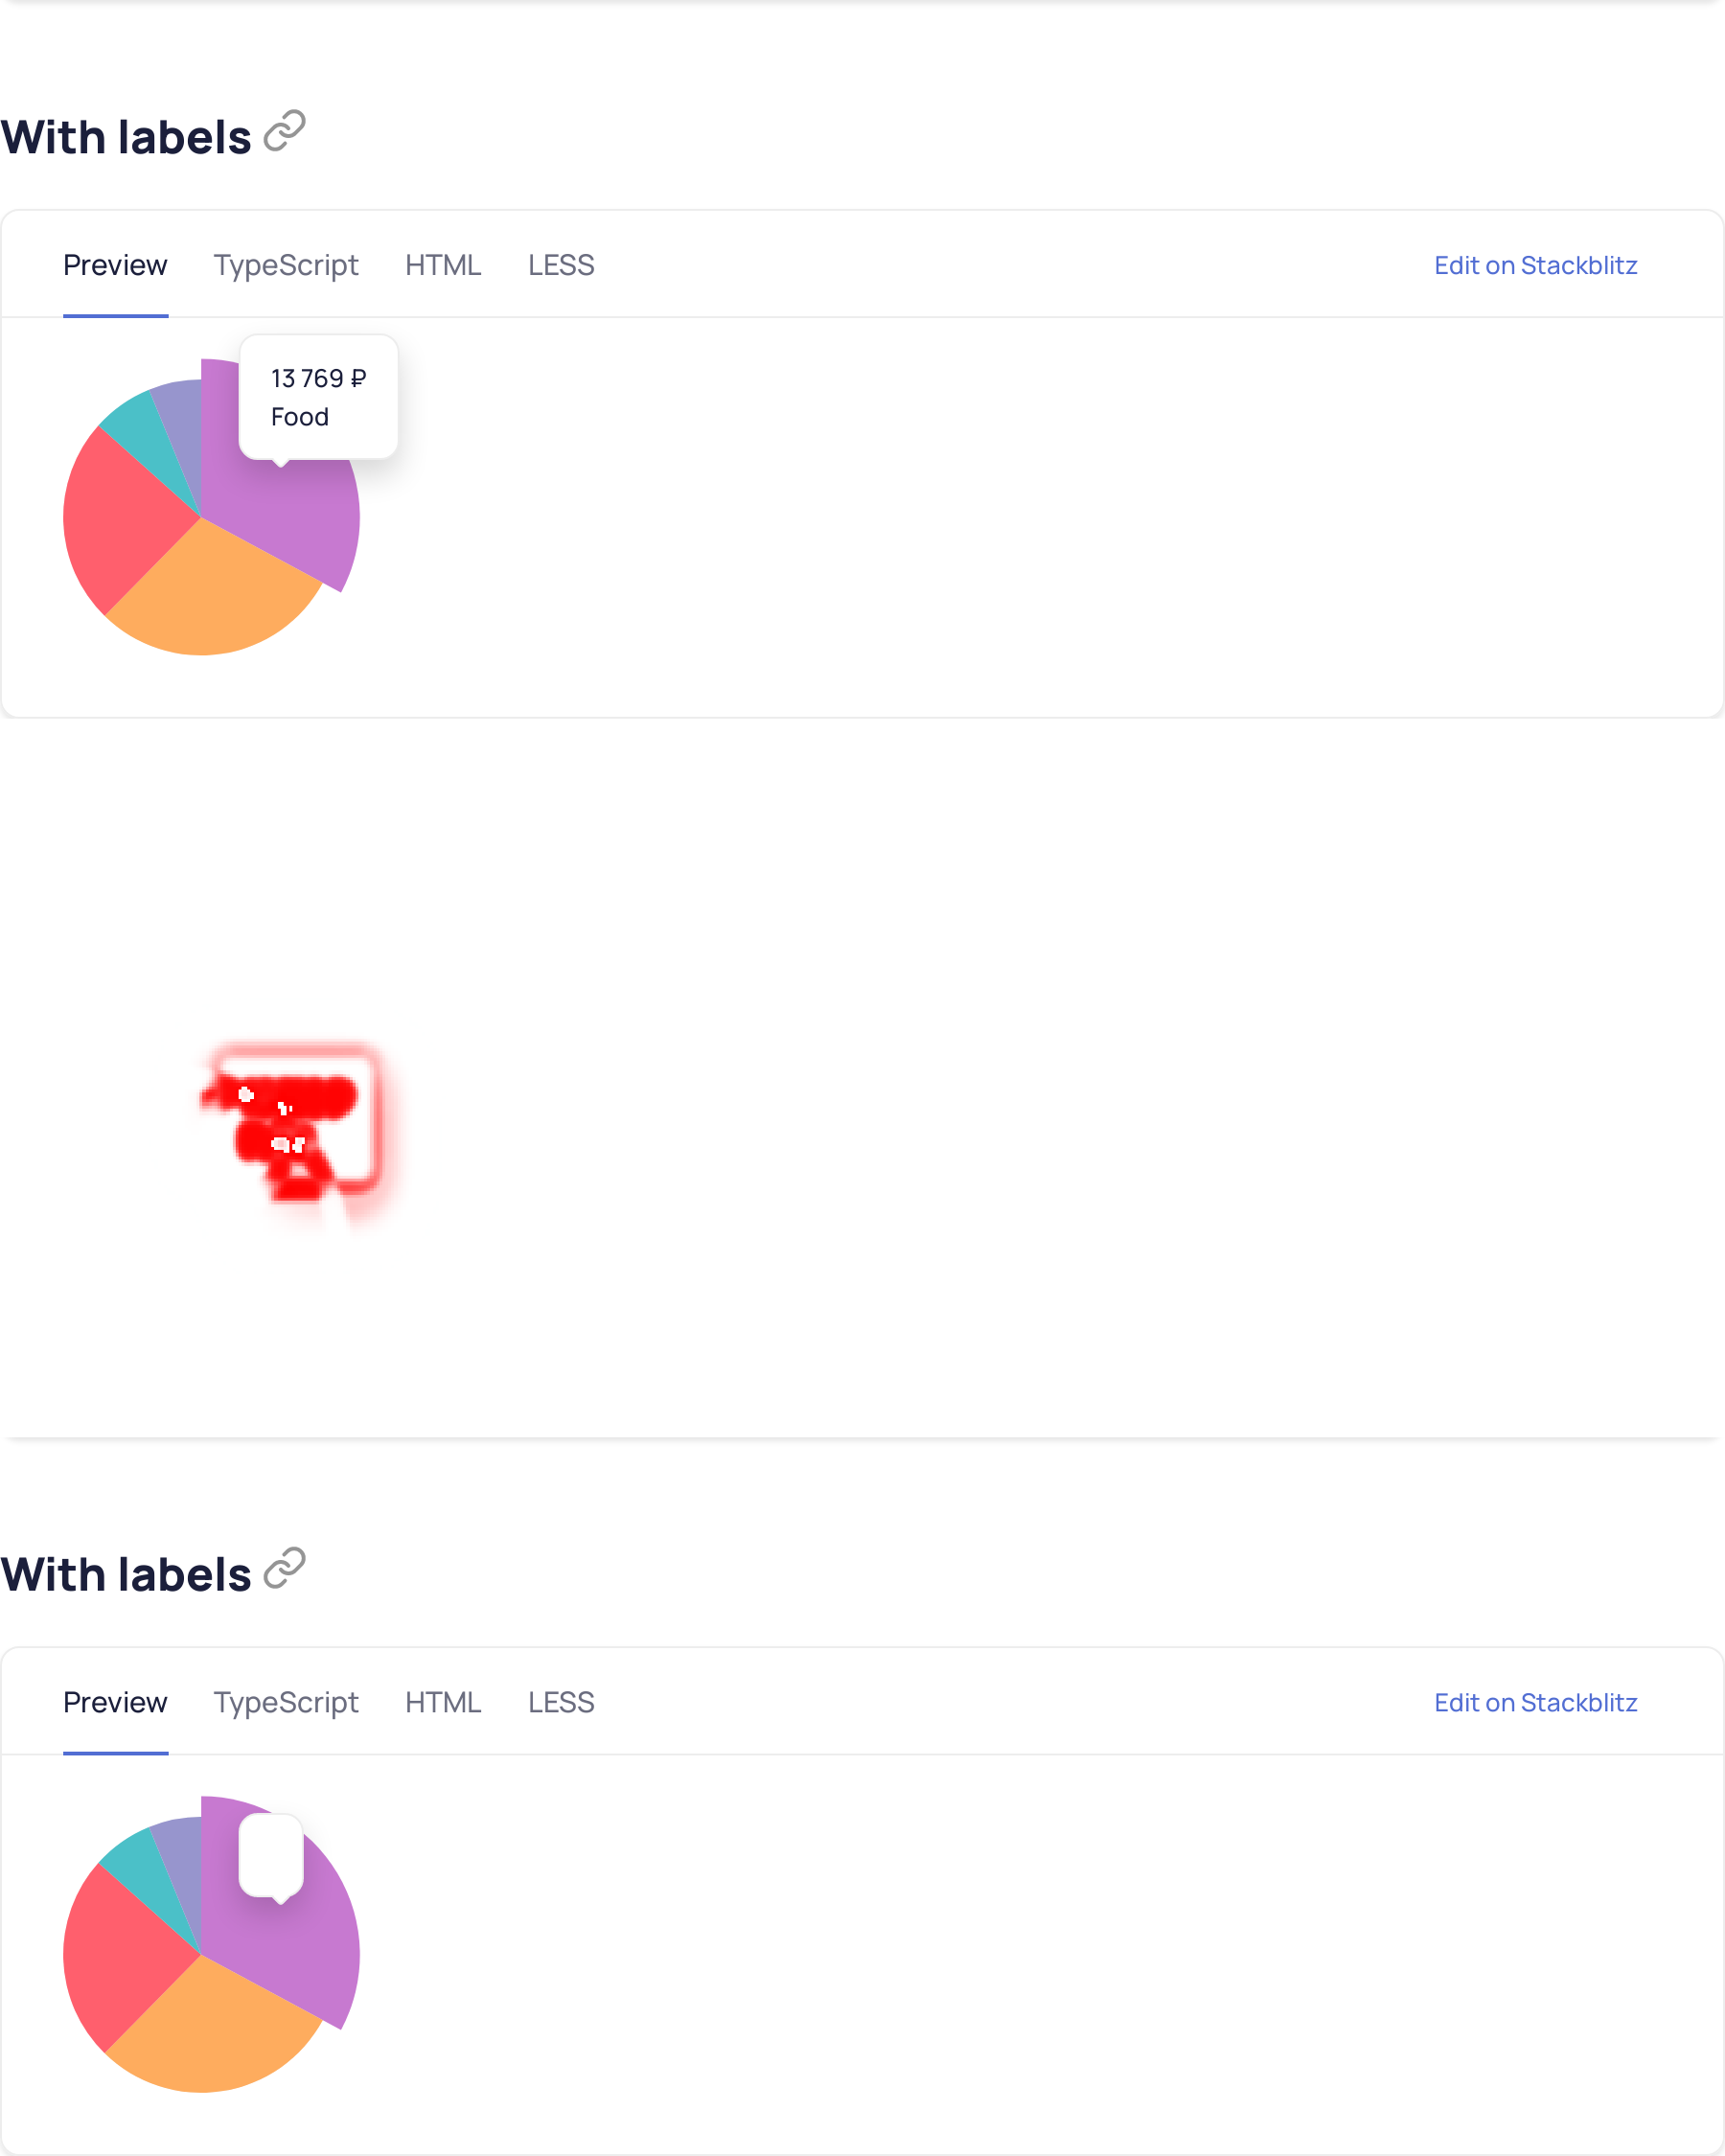 With labels
Preview TypeScript HTML LESS Edit on Stackblitz
13 769 ₽
Food
With labels
Preview TypeScript HTML LESS Edit on Stackblitz